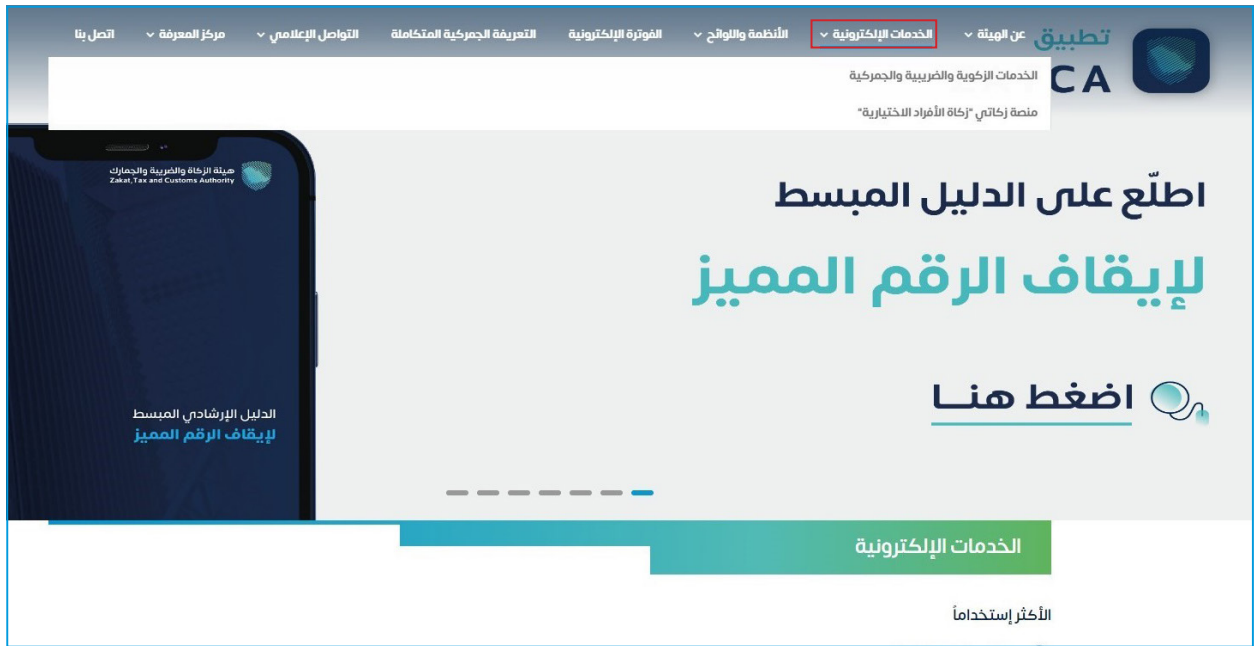 تطبيق
CA
عن الهيئة
الخدمات الإلكترونية
الأنظمة واللوائح
الفوترة الإلكترونية
التعريفة الجمركية المتكاملة
التواصل الإعلامي
مركز المعرفة
اتصل بنا
الخدمات الزكوية والضريبية والجمركية
منصة زكاتي "زكاة الأفراد الاختيارية"
اطلّع على الدليل المبسط
لإيقاف الرقم المميز
اضغط هنــا
هيئة الزكاة والضريبة والجمارك
Zakat, Tax and Customs Authority
الدليل الإرشادي المبسط
لإيقاف الرقم المميز
الخدمات الإلكترونية
الأكثر إستخداماً